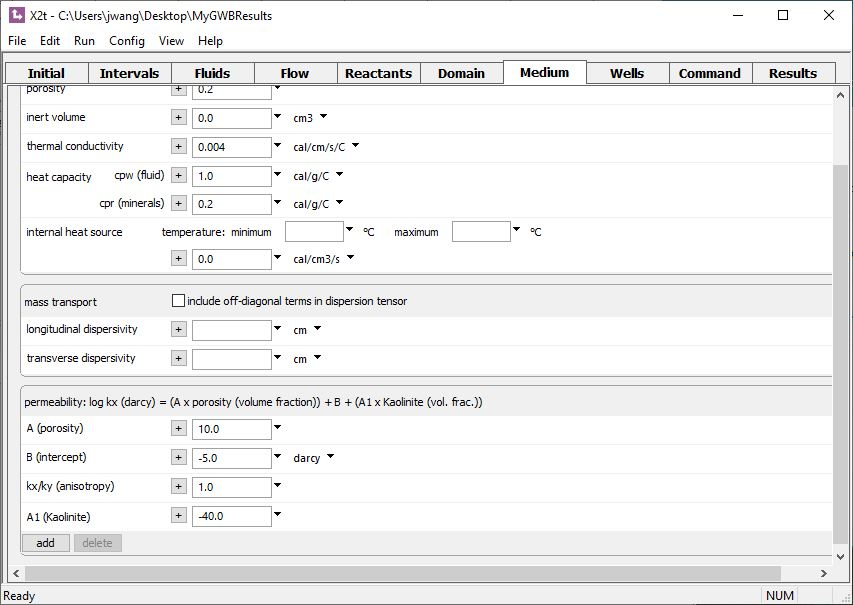 X2t - C:\Users\jwang\Desktop\MyGWBResults
File Edit Run Config View Help
Initial Intervals Fluids Flow Reactants Domain Medium Wells Command Results
porosity + 0.2
inert volume + 0.0 cm3
thermal conductivity + 0.004 cal/cm/s/C
heat capacity cpw (fluid) + 1.0 cal/g/C
cpr (minerals) + 0.2 cal/g/C
internal heat source temperature: minimum ºC maximum ºC
+ 0.0 cal/cm3/s
mass transport include off-diagonal terms in dispersion tensor
longitudinal dispersivity + cm
transverse dispersivity + cm
permeability: log kx (darcy) = (A x porosity (volume fraction)) + B + (A1 x Kaolinite (vol. frac.))
A (porosity) + 10.0
B (intercept) + -5.0 darcy
kx/ky (anisotropy) + 1.0
A1 (Kaolinite) + -40.0
add delete
Ready NUM